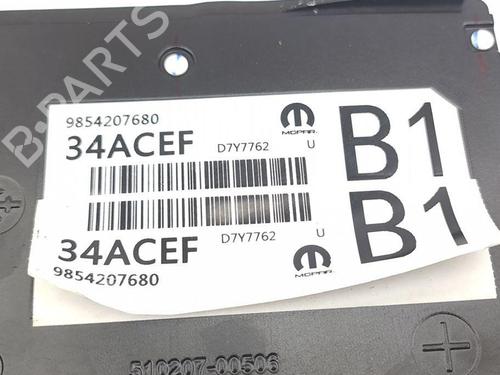 B-PARTS
9854207680
34ACEF D7Y7762 U
MOPAR
B1
34ACEF D7Y7762 U
MOPAR
B1
9854207680
510207-00506